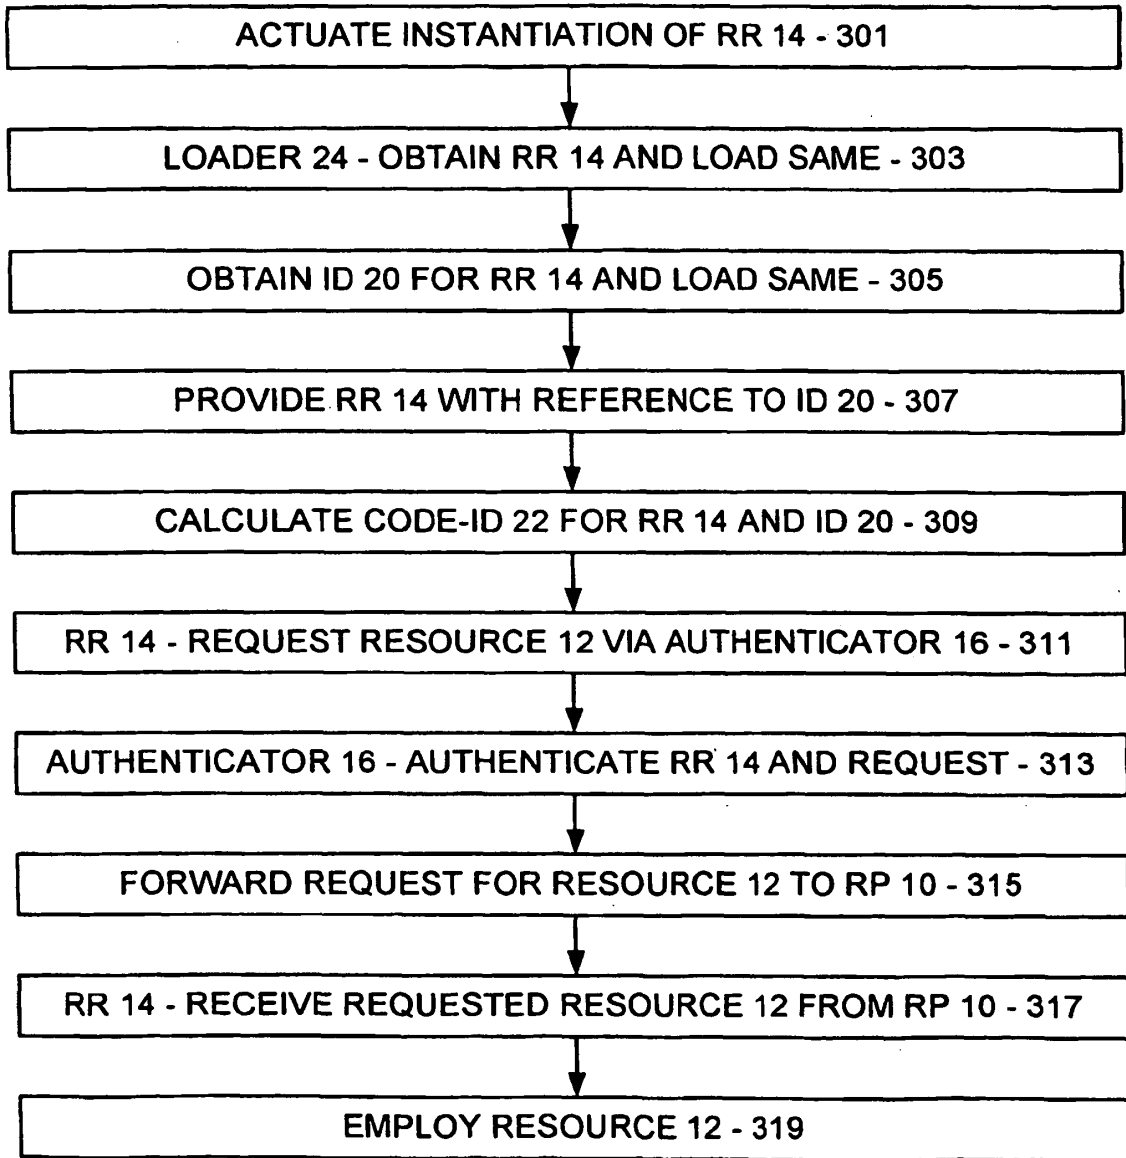 ACTUATE INSTANTIATION OF RR 14 - 301
LOADER 24 - OBTAIN RR 14 AND LOAD SAME - 303
OBTAIN ID 20 FOR RR 14 AND LOAD SAME - 305
PROVIDE RR 14 WITH REFERENCE TO ID 20 - 307
CALCULATE CODE-ID 22 FOR RR 14 AND ID 20 - 309
RR 14 - REQUEST RESOURCE 12 VIA AUTHENTICATOR 16 - 311
AUTHENTICATOR 16 - AUTHENTICATE RR 14 AND REQUEST - 313
FORWARD REQUEST FOR RESOURCE 12 TO RP 10 - 315
RR 14 - RECEIVE REQUESTED RESOURCE 12 FROM RP 10 - 317
EMPLOY RESOURCE 12 - 319